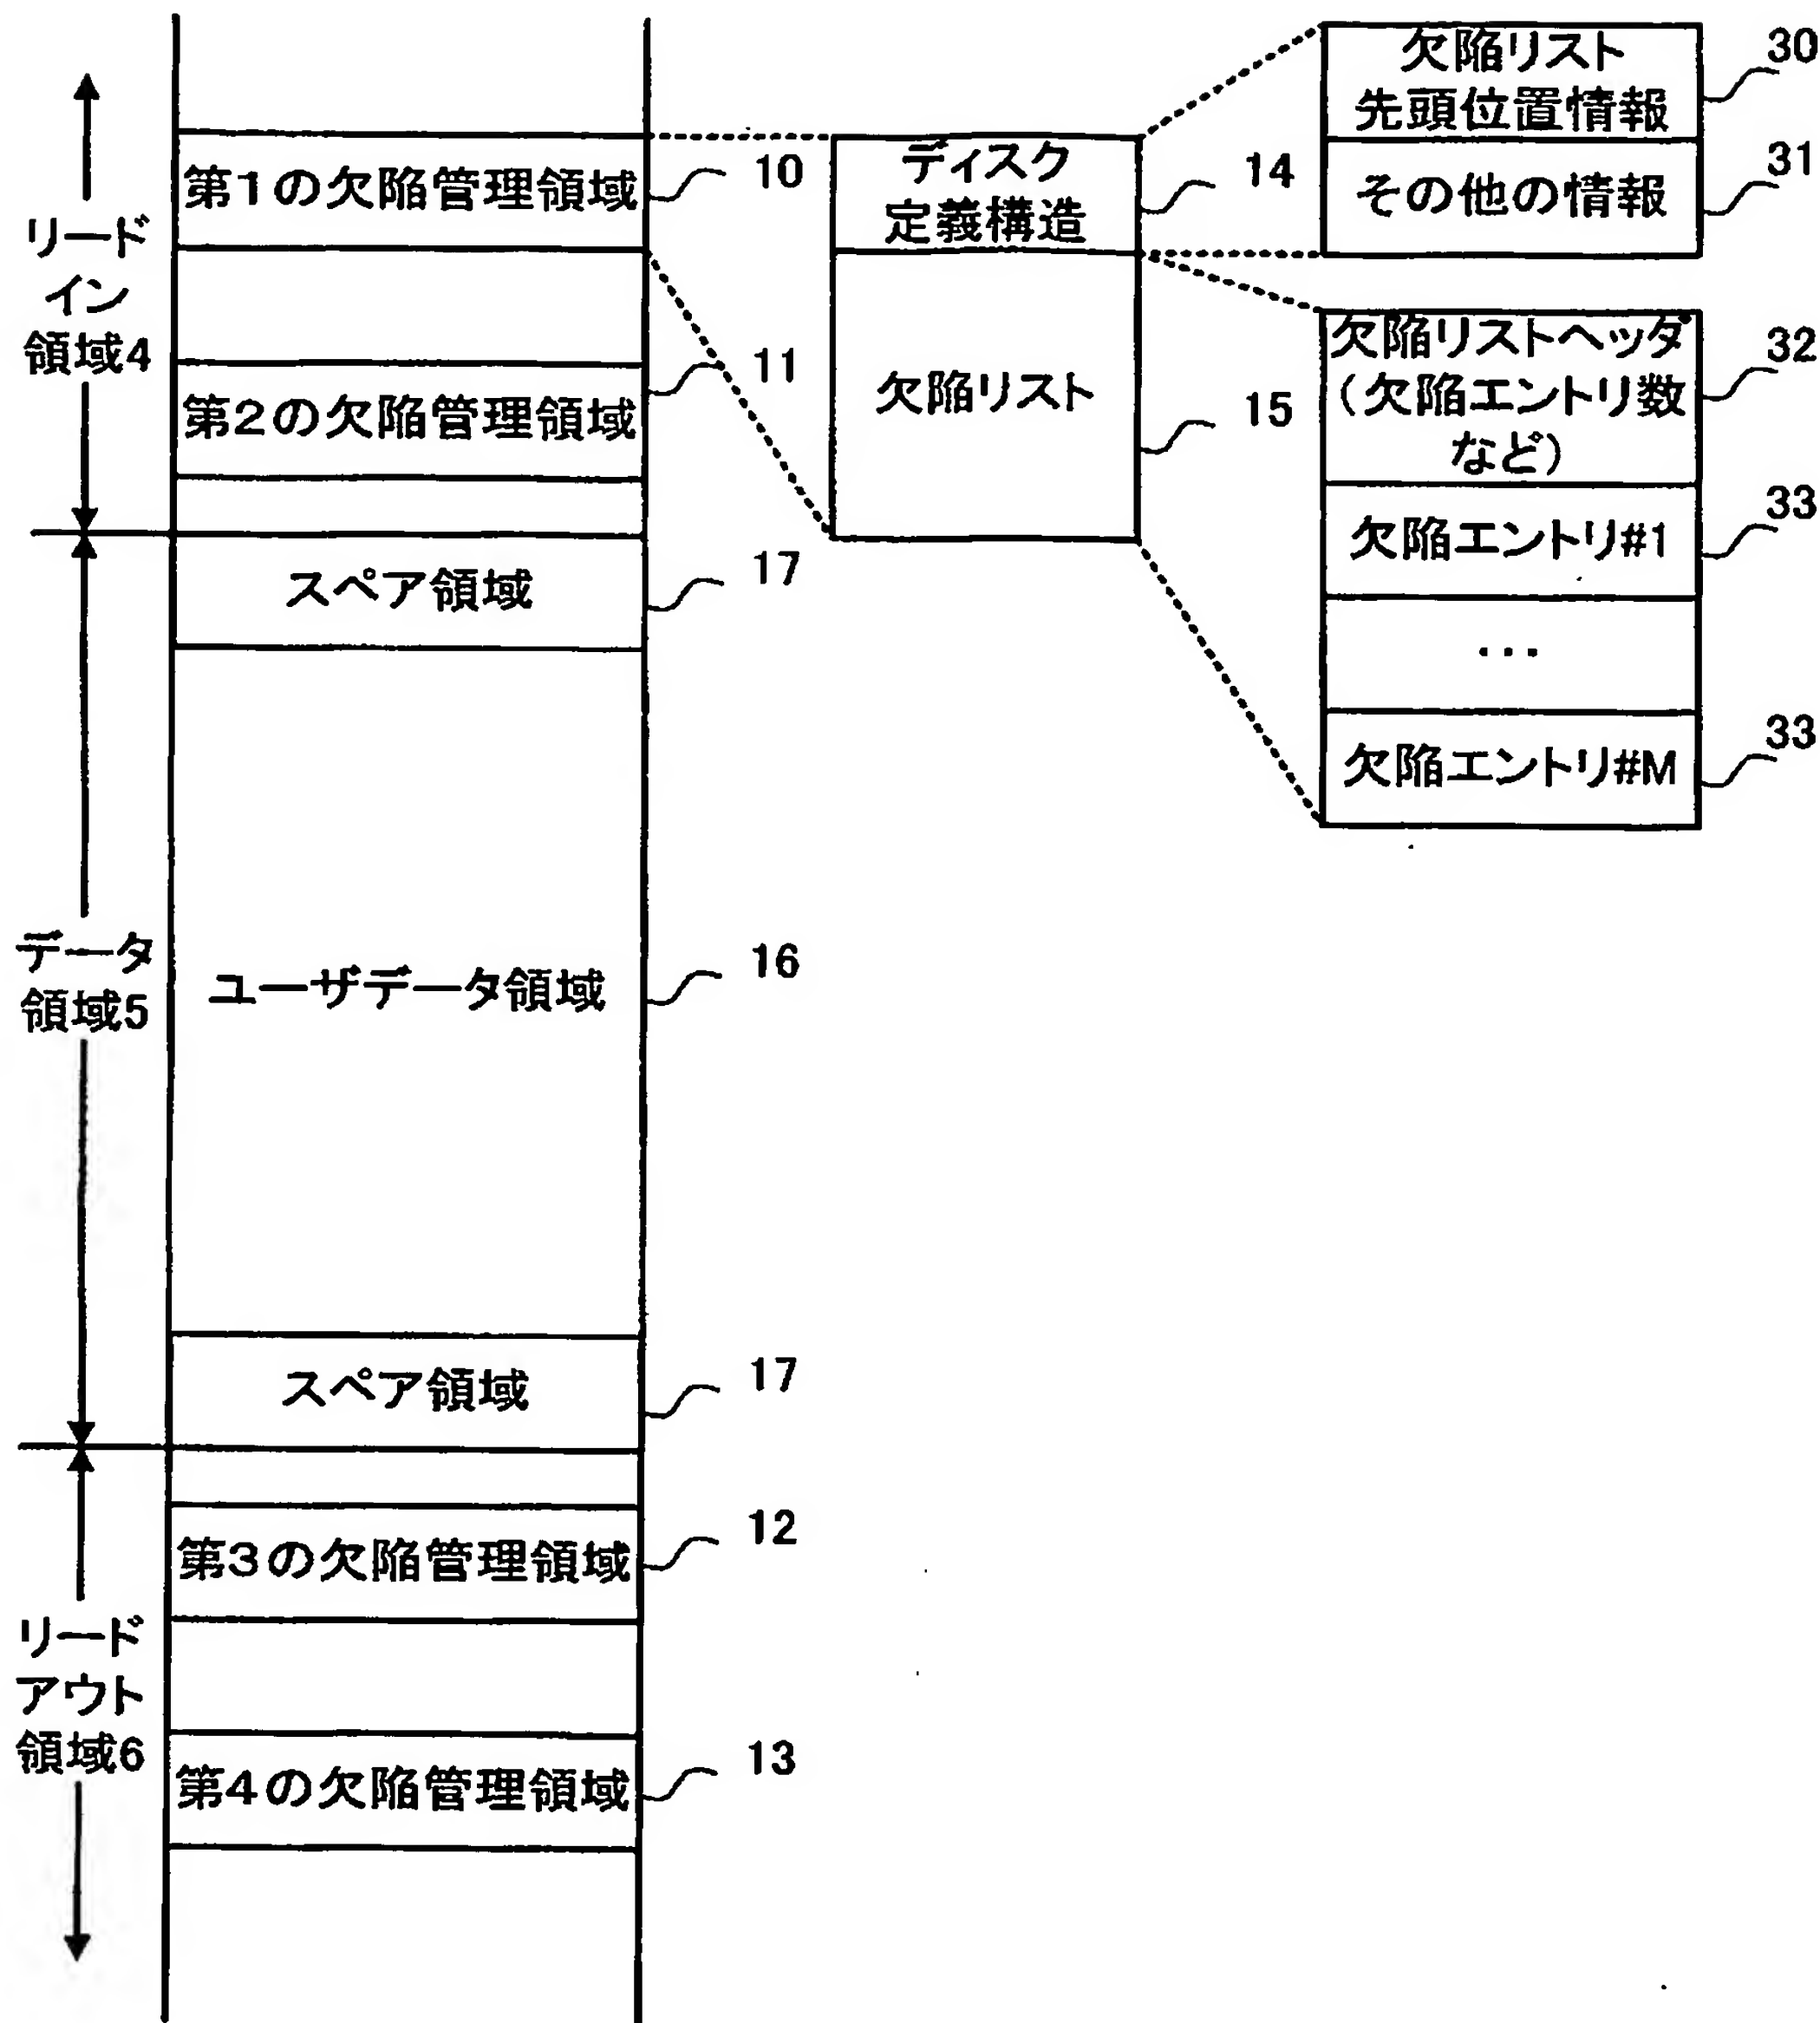 リード
イン
領域4
データ
領域5
リード
アウト
領域6
第1の欠陥管理領域
10
第2の欠陥管理領域
11
スペア領域
17
ユーザデータ領域
16
スペア領域
17
第3の欠陥管理領域
12
第4の欠陥管理領域
13
ディスク
定義構造
14
欠陥リスト
15
欠陥リスト
先頭位置情報
30
その他の情報
31
欠陥リストヘッダ
(欠陥エントリ数
など)
32
欠陥エントリ#1
33
...
欠陥エントリ#M
33